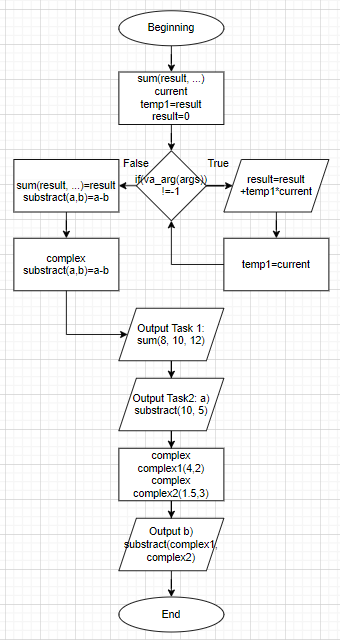 Beginning
sum(result, ...)
current
temp1=result
result=0
False
True
if(va_arg(args))
!=-1
sum(result, ...)=result
substract(a,b)=a-b
result=result
+temp1*current
complex
substract(a,b)=a-b
temp1=current
Output Task 1:
sum(8, 10, 12)
Output Task2: a)
substract(10, 5)
complex
complex1(4,2)
complex
complex2(1.5,3)
Output b)
substract(complex1,
complex2)
End